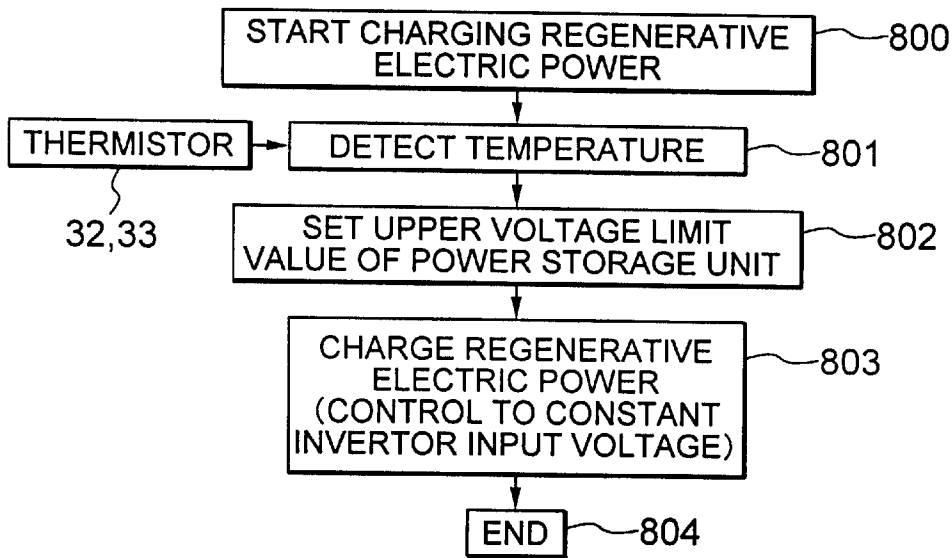 START CHARGING REGENERATIVE
ELECTRIC POWER
800
THERMISTOR
DETECT TEMPERATURE
801
32,33
SET UPPER VOLTAGE LIMIT
VALUE OF POWER STORAGE UNIT
802
CHARGE REGENERATIVE
ELECTRIC POWER
(CONTROL TO CONSTANT
INVERTOR INPUT VOLTAGE)
803
END
804